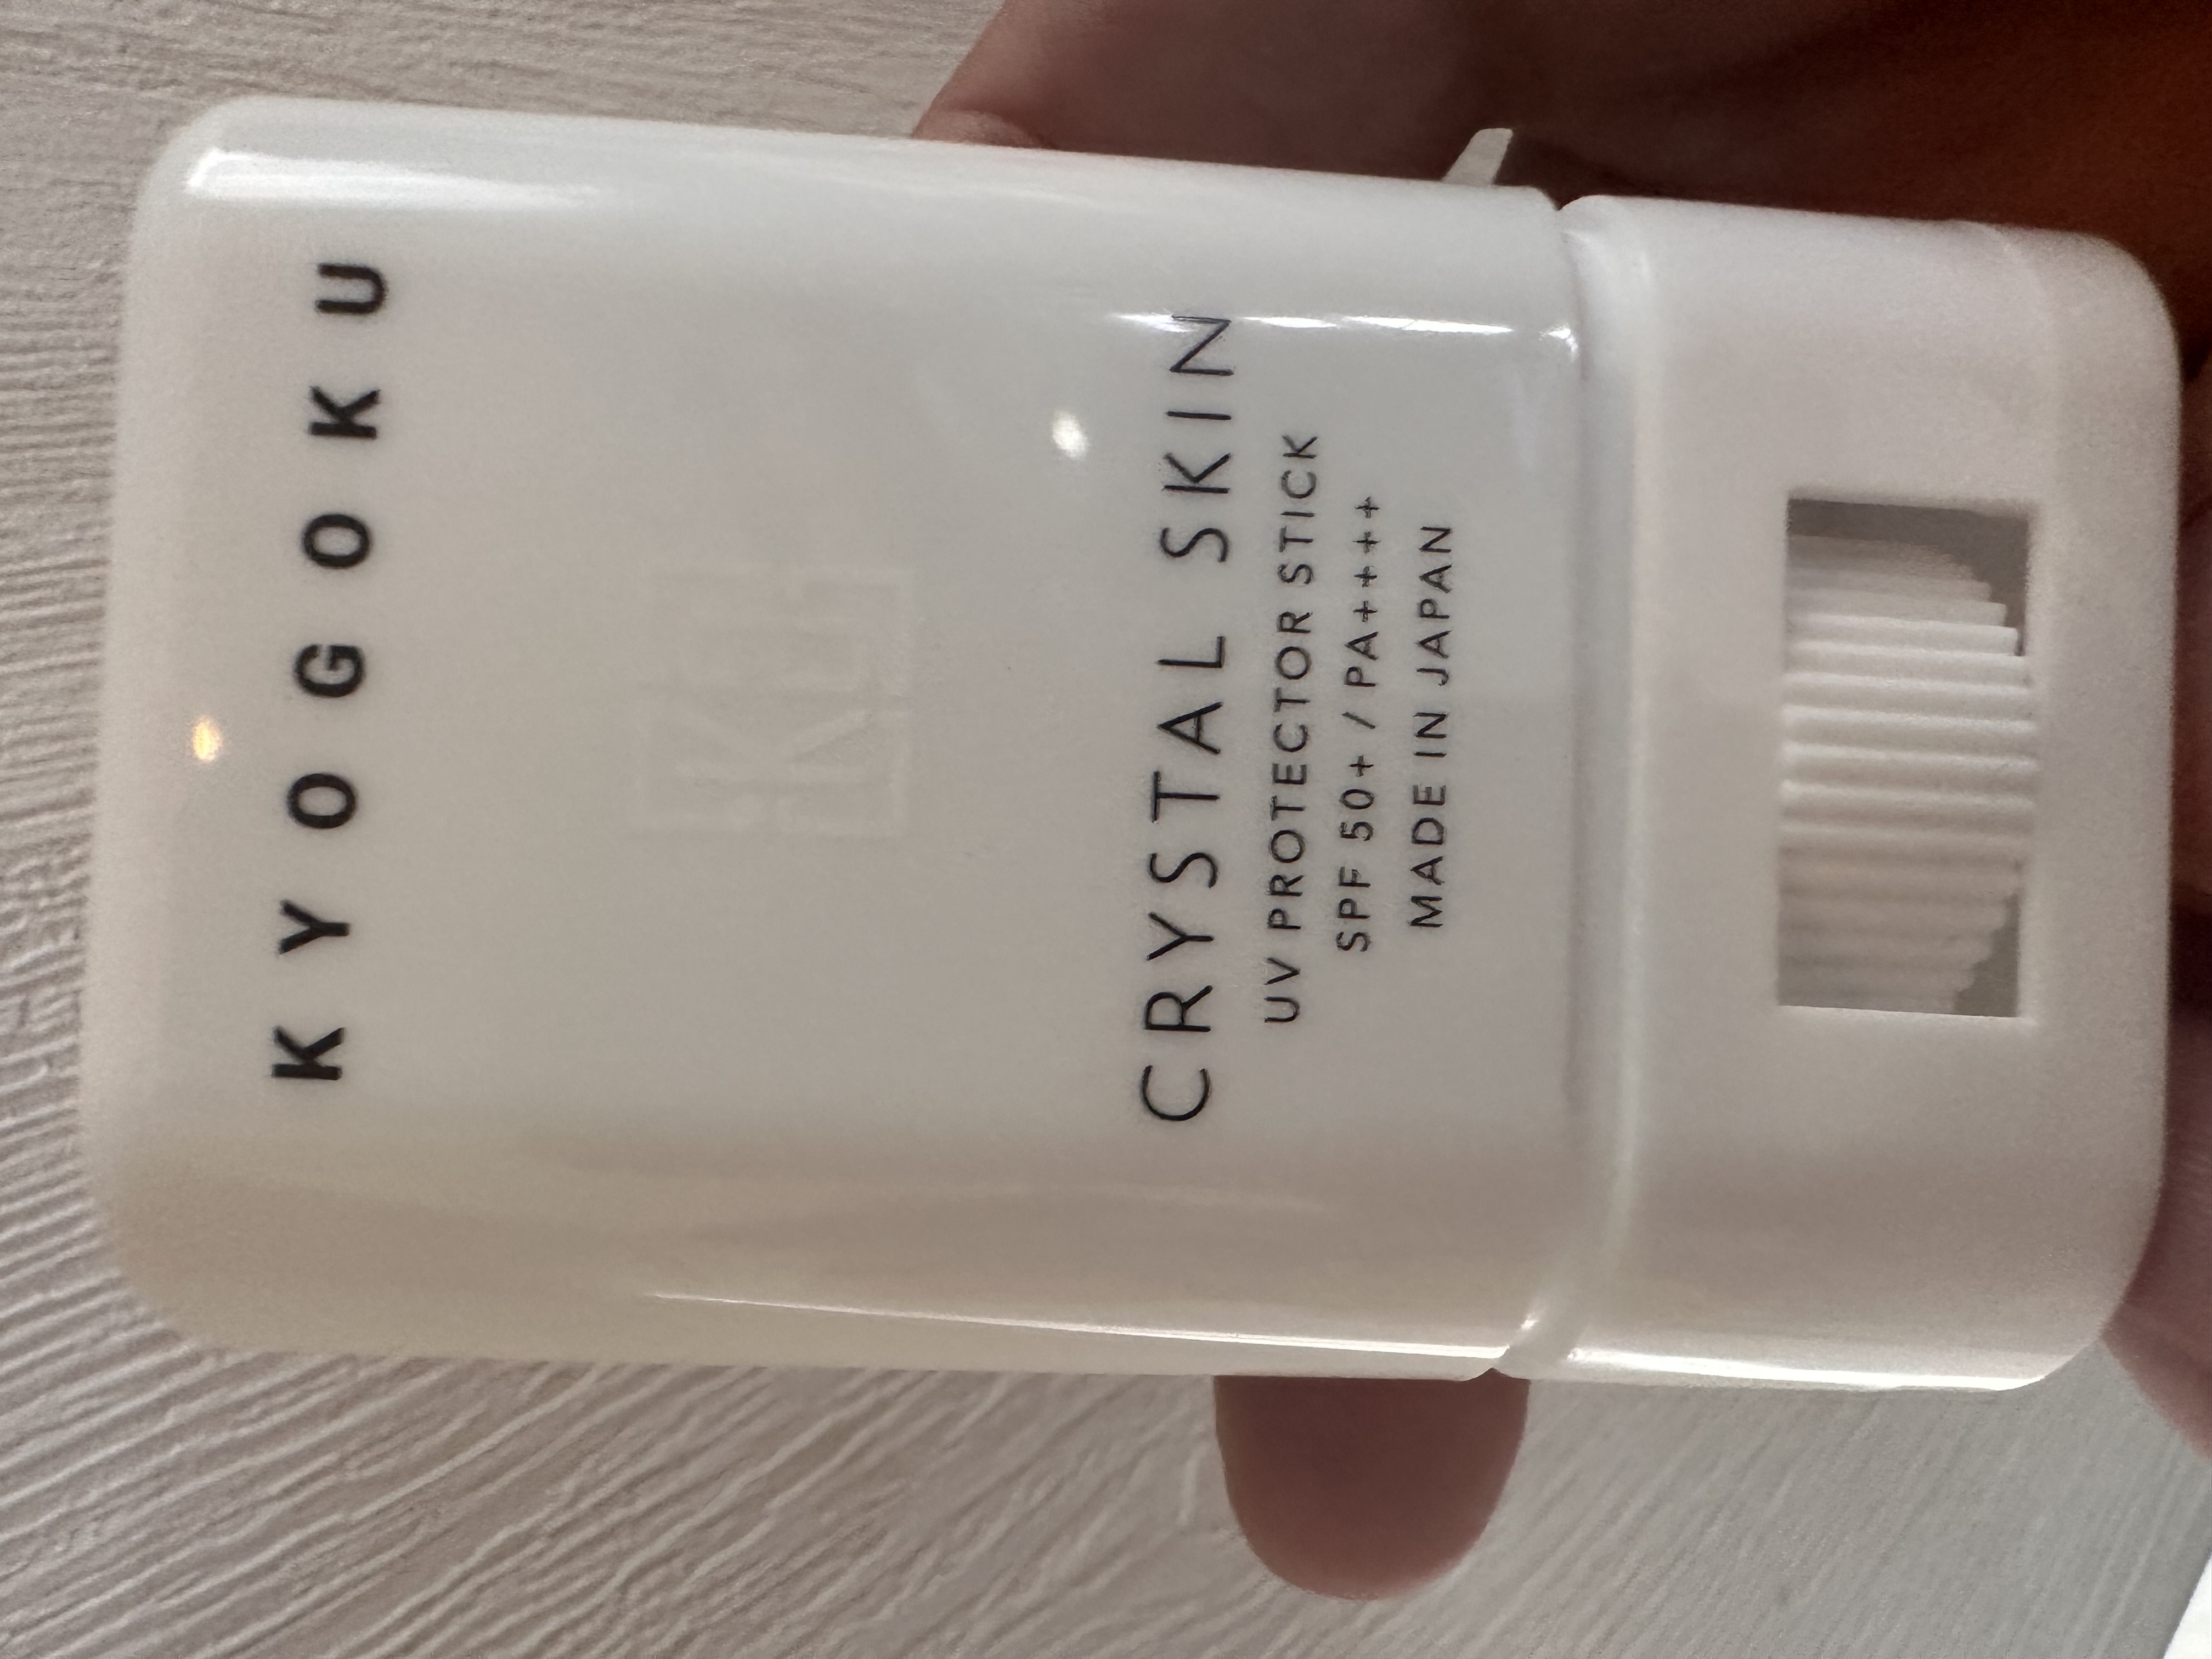 KYOGOKU
CRYSTAL SKIN
UV PROTECTOR STICK
SPF 50+ / PA++++
MADE IN JAPAN